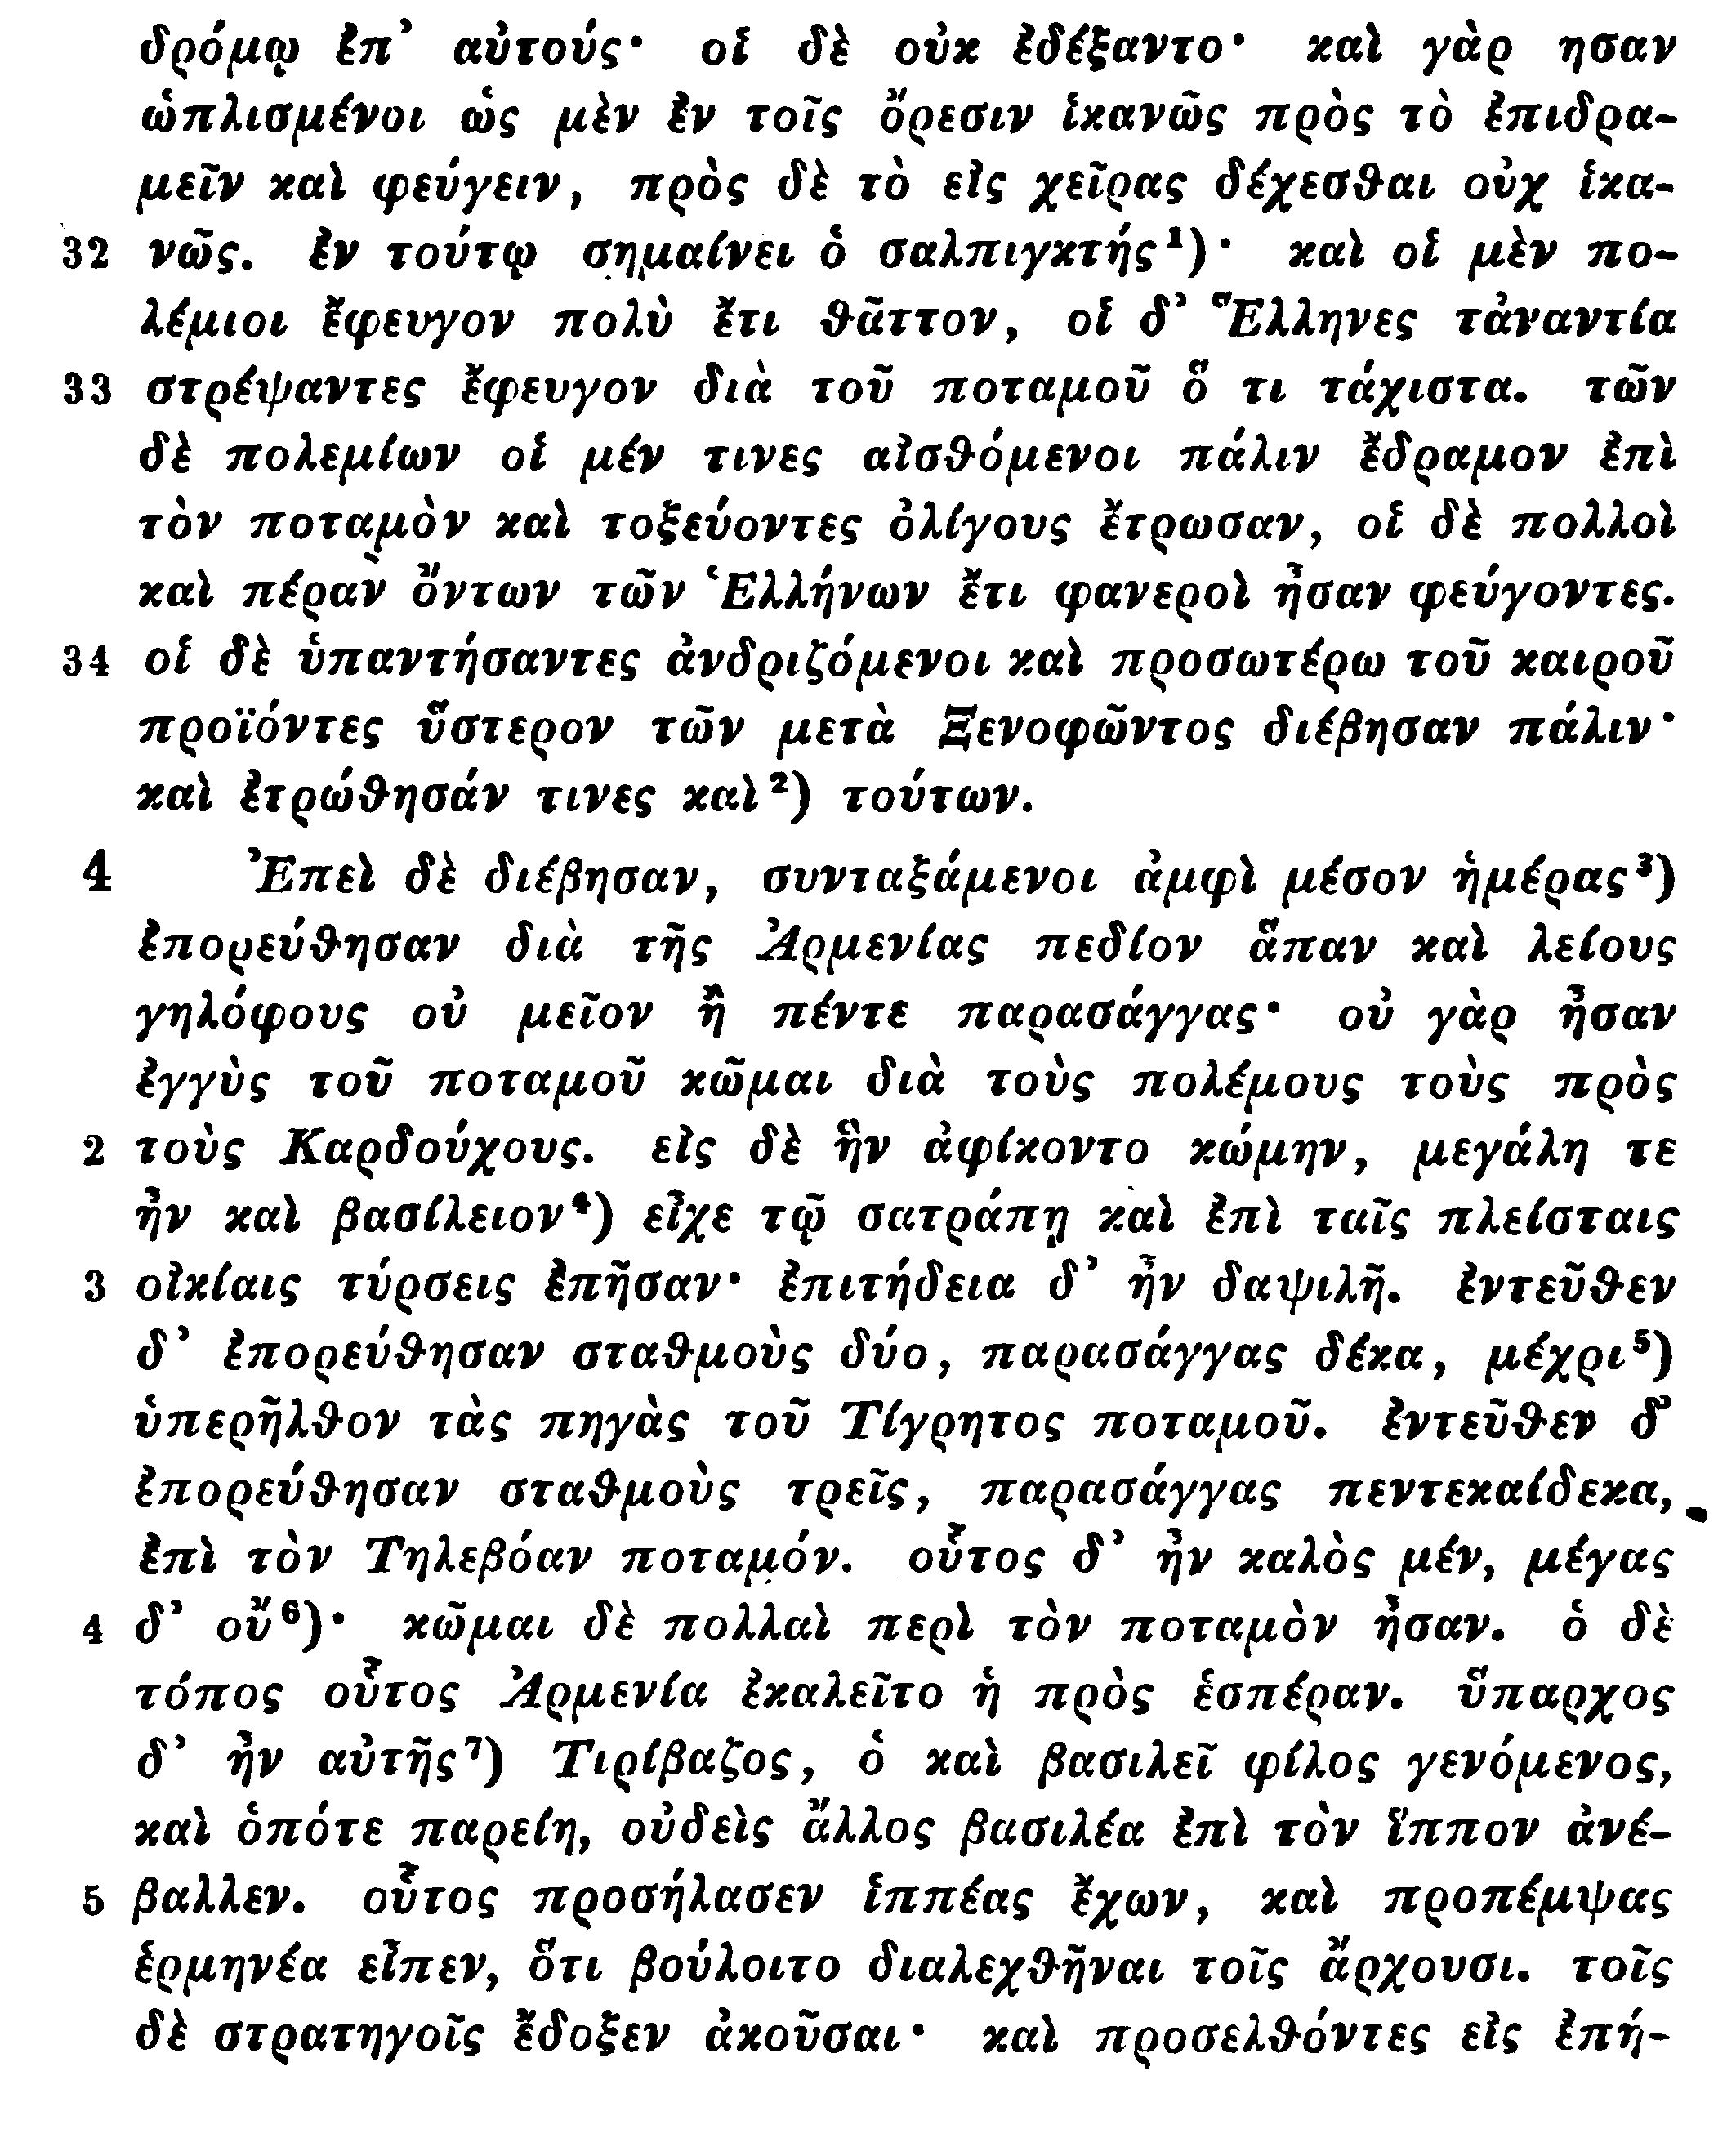 δρόμῳ ἐπ’ αὐτούς· οἱ δὲ οὐκ ἐδέξαντο· καὶ γὰρ ησαν
ὡπλισμένοι ὡς μὲν ἐν τοῖς ὄρεσιν ἱκανῶς πρὸς τὸ ἐπιδρα-
μεῖν καὶ φεύγειν, πρὸς δὲ τὸ εἰς χεῖρας δέχεσθαι οὐχ ἱκα-
32 νῶς. ἐν τούτῳ σημαίνει ὁ σαλπιγκτής¹)· καὶ οἱ μὲν πο-
λέμιοι ἔφευγον πολὺ ἔτι θᾶττον, οἱ δ’ Ἕλληνες τἀναντία
33 στρέψαντες ἔφευγον διὰ τοῦ ποταμοῦ ὅ τι τάχιστα. τῶν
δὲ πολεμίων οἱ μέν τινες αἰσθόμενοι πάλιν ἔδραμον ἐπὶ
τὸν ποταμὸν καὶ τοξεύοντες ὀλίγους ἔτρωσαν, οἱ δὲ πολλοὶ
καὶ πέραν ὄντων τῶν Ἑλλήνων ἔτι φανεροὶ ἦσαν φεύγοντες.
34 οἱ δὲ ὑπαντήσαντες ἀνδριζόμενοι καὶ προσωτέρω τοῦ καιροῦ
προϊόντες ὕστερον τῶν μετὰ Ξενοφῶντος διέβησαν πάλιν·
καὶ ἐτρώθησάν τινες καὶ²) τούτων.
4 Ἐπεὶ δὲ διέβησαν, συνταξάμενοι ἀμφὶ μέσον ἡμέρας³)
ἐπορεύθησαν διὰ τῆς Ἀρμενίας πεδίον ἅπαν καὶ λείους
γηλόφους οὐ μεῖον ἢ πέντε παρασάγγας· οὐ γὰρ ἦσαν
ἐγγὺς τοῦ ποταμοῦ κῶμαι διὰ τοὺς πολέμους τοὺς πρὸς
2 τοὺς Καρδούχους. εἰς δὲ ἣν ἀφίκοντο κώμην, μεγάλη τε
ἦν καὶ βασίλειον⁴) εἶχε τῷ σατράπῃ καὶ ἐπὶ ταῖς πλείσταις
3 οἰκίαις τύρσεις ἐπῆσαν· ἐπιτήδεια δ’ ἦν δαψιλῆ. ἐντεῦθεν
δ’ ἐπορεύθησαν σταθμοὺς δύο, παρασάγγας δέκα, μέχρι⁵)
ὑπερῆλθον τὰς πηγὰς τοῦ Τίγρητος ποταμοῦ. ἐντεῦθεν δ’
ἐπορεύθησαν σταθμοὺς τρεῖς, παρασάγγας πεντεκαίδεκα,
ἐπὶ τὸν Τηλεβόαν ποταμόν. οὗτος δ’ ἦν καλὸς μέν, μέγας
4 δ’ οὔ⁶)· κῶμαι δὲ πολλαὶ περὶ τὸν ποταμὸν ἦσαν. ὁ δὲ
τόπος οὗτος Ἀρμενία ἐκαλεῖτο ἡ πρὸς ἑσπέραν. ὕπαρχος
δ’ ἦν αὐτῆς⁷) Τιρίβαζος, ὁ καὶ βασιλεῖ φίλος γενόμενος,
καὶ ὁπότε παρείη, οὐδεὶς ἄλλος βασιλέα ἐπὶ τὸν ἵππον ἀνέ-
5 βαλλεν. οὗτος προσήλασεν ἱππέας ἔχων, καὶ προπέμψας
ἑρμηνέα εἶπεν, ὅτι βούλοιτο διαλεχθῆναι τοῖς ἄρχουσι. τοῖς
δὲ στρατηγοῖς ἔδοξεν ἀκοῦσαι· καὶ προσελθόντες εἰς ἐπή-